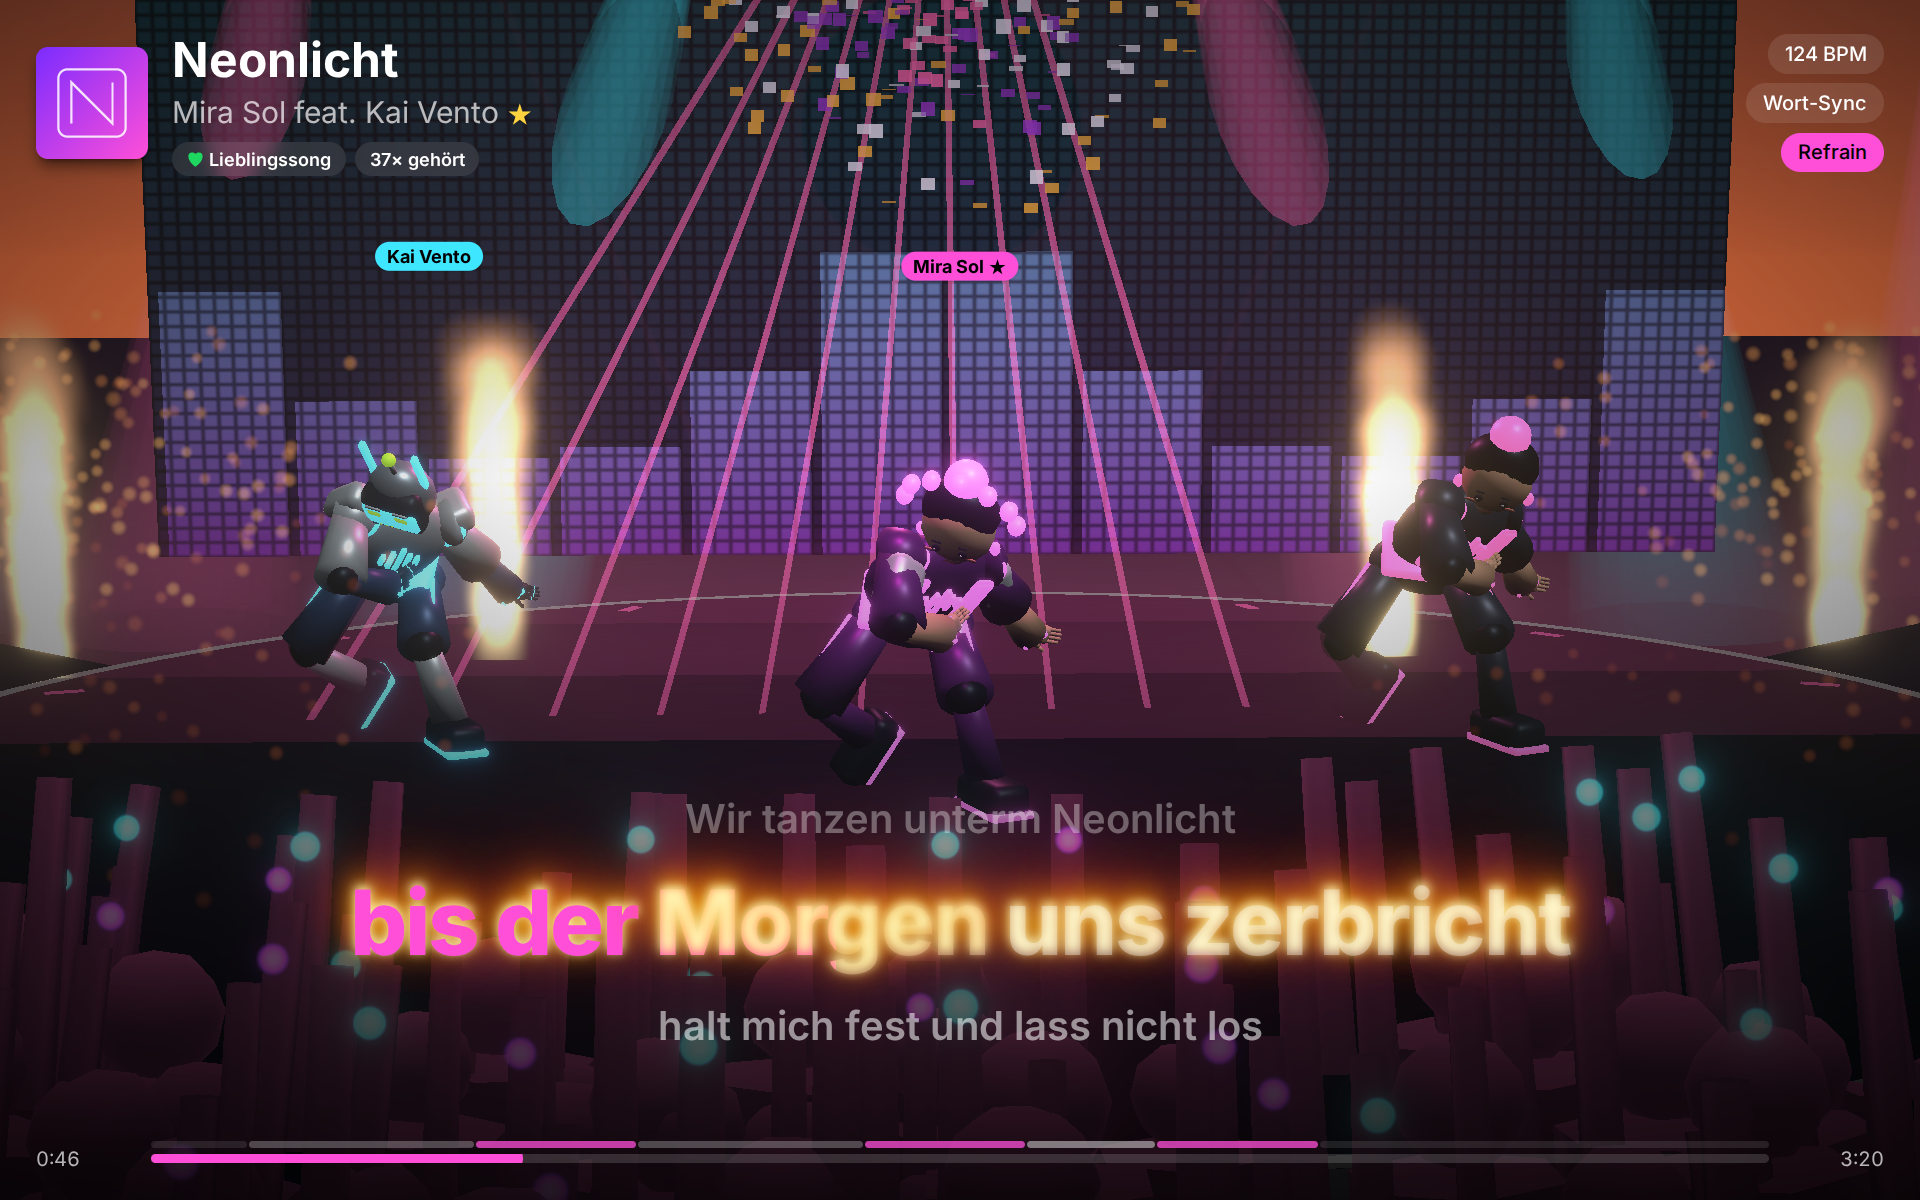 N
Neonlicht
Mira Sol feat. Kai Vento ★
Lieblingssong
37× gehört
124 BPM
Wort-Sync
Refrain
Kai Vento
Mira Sol ★
Wir tanzen unterm Neonlicht
bis der Morgen uns zerbricht
halt mich fest und lass nicht los
0:46
3:20